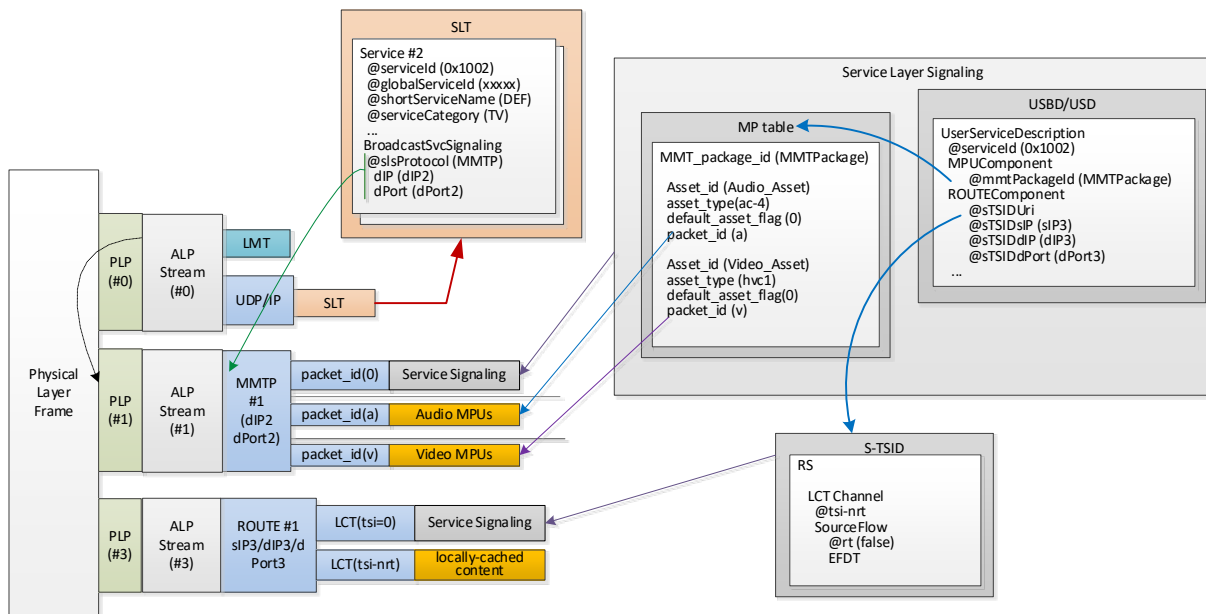 SLT
Service #2
@serviceId (0x1002)
@globalServiceId (xxxxx)
@shortServiceName (DEF)
@serviceCategory (TV)
...
BroadcastSvcSignaling
@slsProtocol (MMTP)
dIP (dIP2)
dPort (dPort2)
Service Layer Signaling
MP table
MMT_package_id (MMTPackage)
Asset_id (Audio_Asset)
asset_type(ac-4)
default_asset_flag (0)
packet_id (a)
Asset_id (Video_Asset)
asset_type (hvc1)
default_asset_flag(0)
packet_id (v)
USBD/USD
UserServiceDescription
@serviceId (0x1002)
MPUComponent
@mmtPackageId (MMTPackage)
ROUTEComponent
@sTSIDUri
@sTSIDsIP (sIP3)
@sTSIDdIP (dIP3)
@sTSIDdPort (dPort3)
...
Physical
Layer
Frame
PLP
(#0)
ALP
Stream
(#0)
LMT
UDP/IP
SLT
PLP
(#1)
ALP
Stream
(#1)
MMTP
#1
(dIP2
dPort2)
packet_id(0)
Service Signaling
packet_id(a)
Audio MPUs
packet_id(v)
Video MPUs
PLP
(#3)
ALP
Stream
(#3)
ROUTE #1
sIP3/dIP3/d
Port3
LCT(tsi=0)
Service Signaling
LCT(tsi-nrt)
locally-cached
content
S-TSID
RS
LCT Channel
@tsi-nrt
SourceFlow
@rt (false)
EFDT